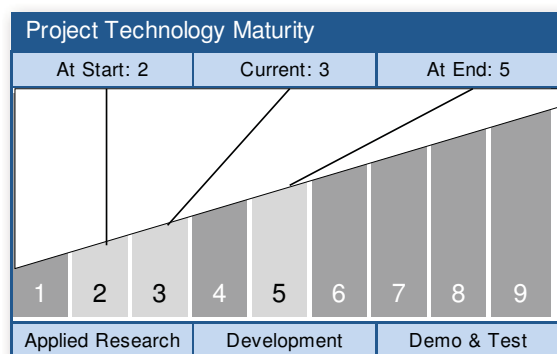 Project Technology Maturity
At Start: 2 Current: 3 At End: 5
1 2 3 4 5 6 7 8 9
Applied Research Development Demo & Test